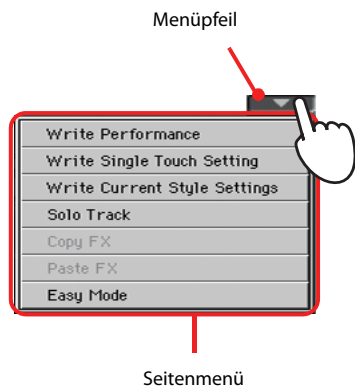 Menüpfeil
Write Performance
Write Single Touch Setting
Write Current Style Settings
Solo Track
Copy FX
Paste FX
Easy Mode
Seitenmenü